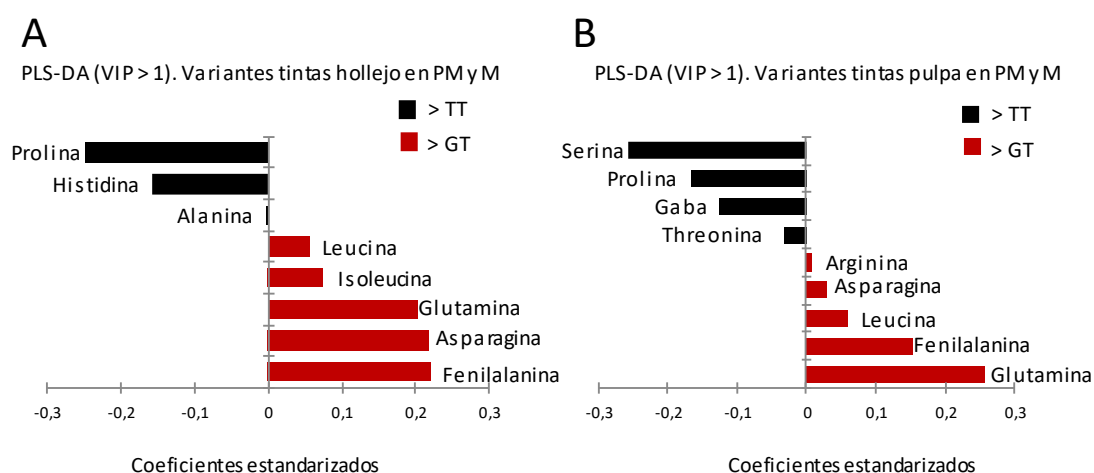 A
PLS-DA (VIP > 1). Variantes tintas hollejo en PM y M
> TT
> GT
Prolina
Histidina
Alanina
Leucina
Isoleucina
Glutamina
Asparagina
Fenilalanina
-0,3 -0,2 -0,1 0 0,1 0,2 0,3
Coeficientes estandarizados
B
PLS-DA (VIP > 1). Variantes tintas pulpa en PM y M
> TT
> GT
Serina
Prolina
Gaba
Threonina
Arginina
Asparagina
Leucina
Fenilalanina
Glutamina
-0,3 -0,2 -0,1 0 0,1 0,2 0,3
Coeficientes estandarizados